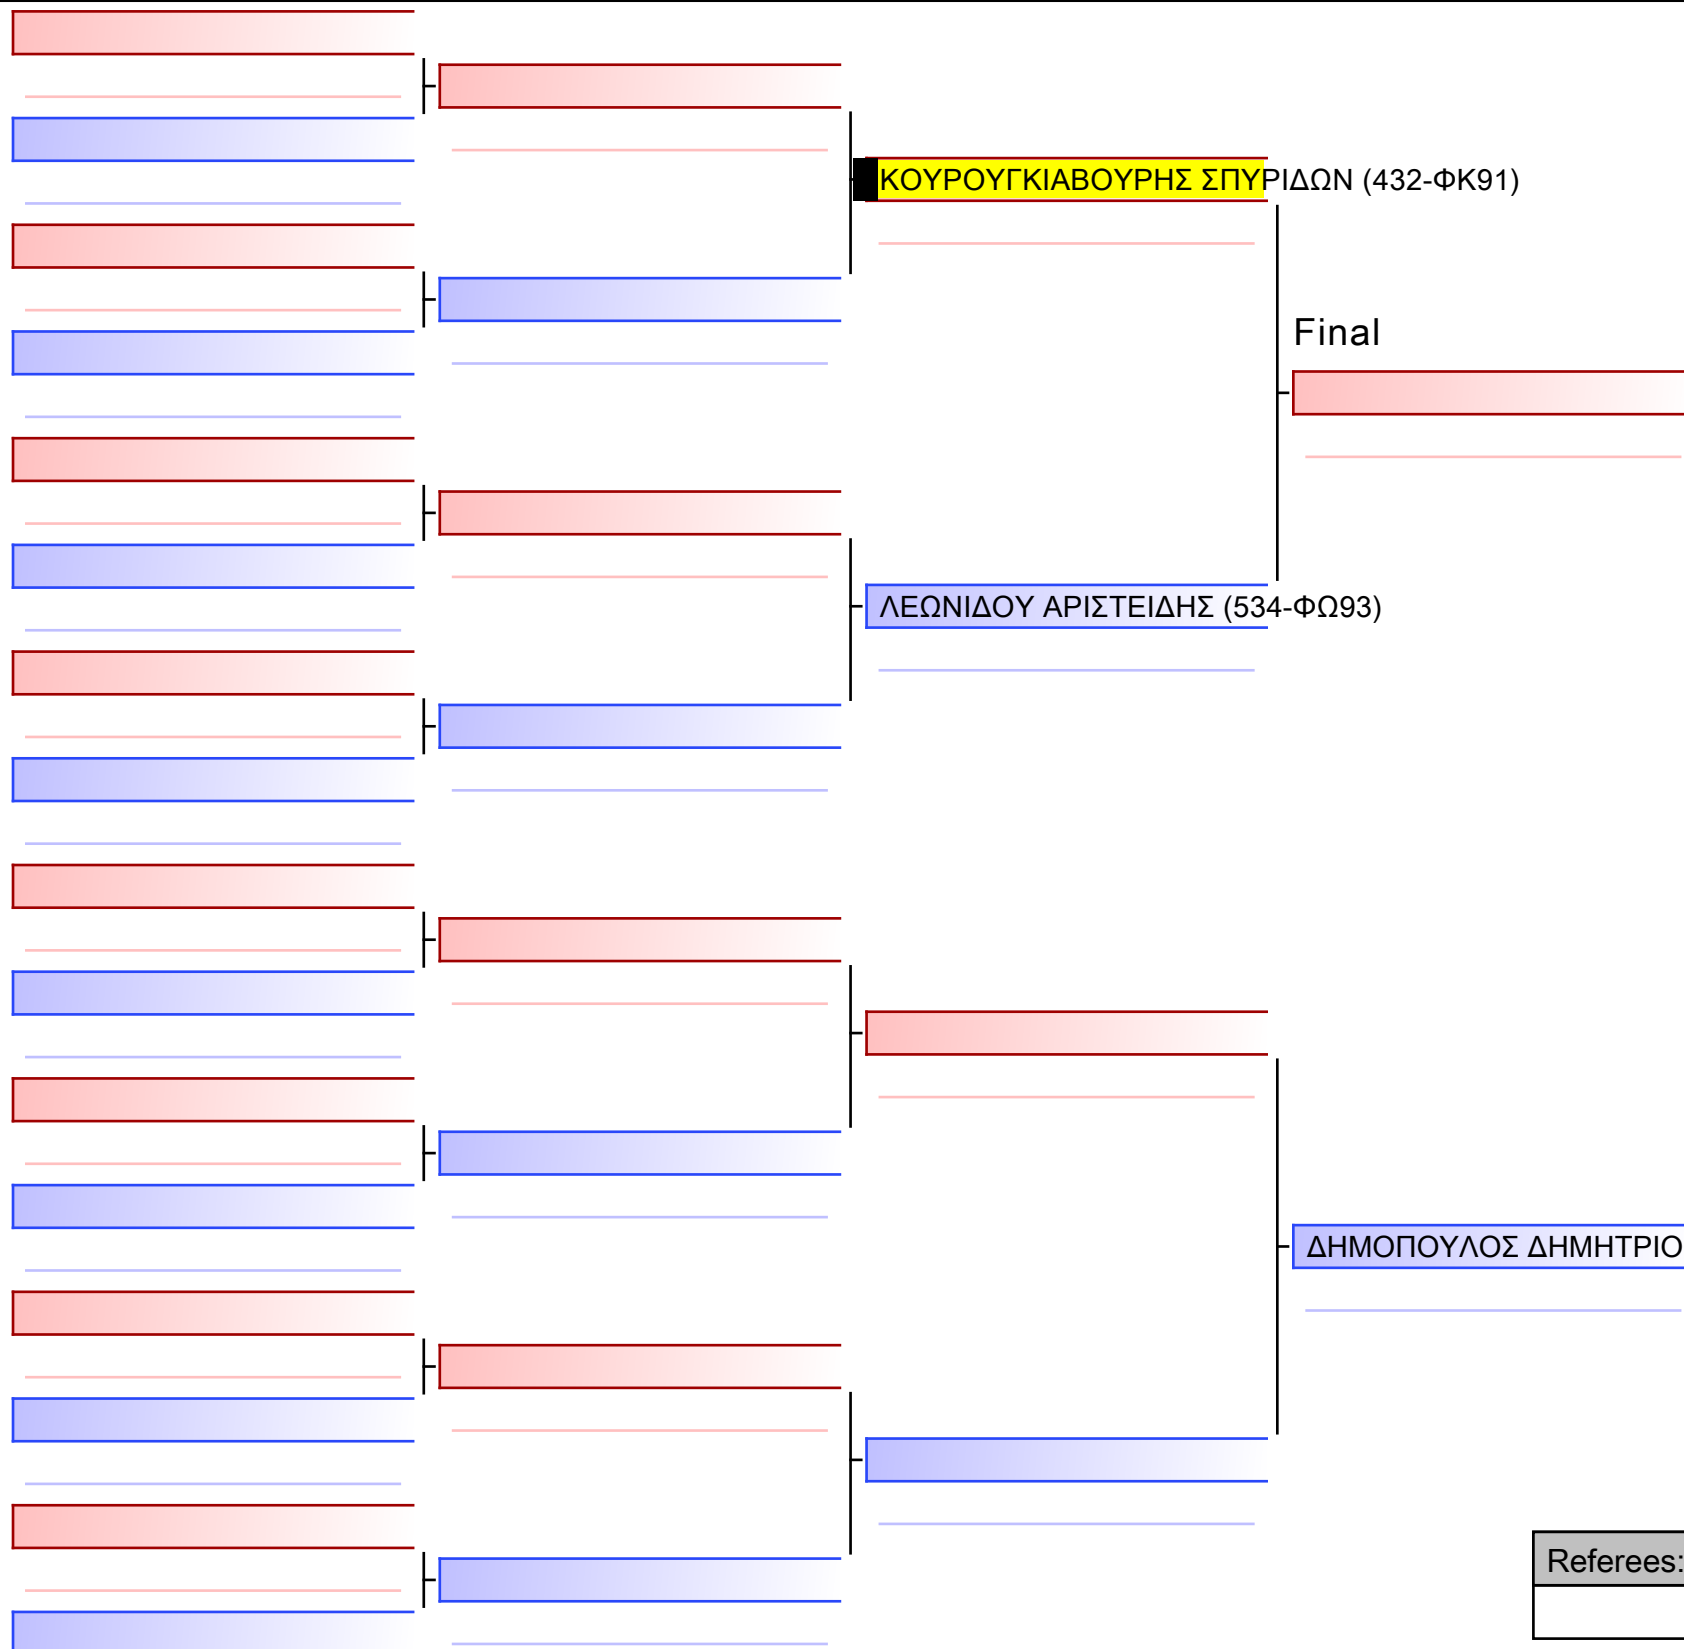 ΚΟΥΡΟΥΓΚΙΑΒΟΥΡΗΣ ΣΠΥΡΙΔΩΝ (432-ΦΚ91)
Final
ΛΕΩΝΙΔΟΥ ΑΡΙΣΤΕΙΔΗΣ (534-ΦΩ93)
ΔΗΜΟΠΟΥΛΟΣ ΔΗΜΗΤΡΙΟ
Referees: